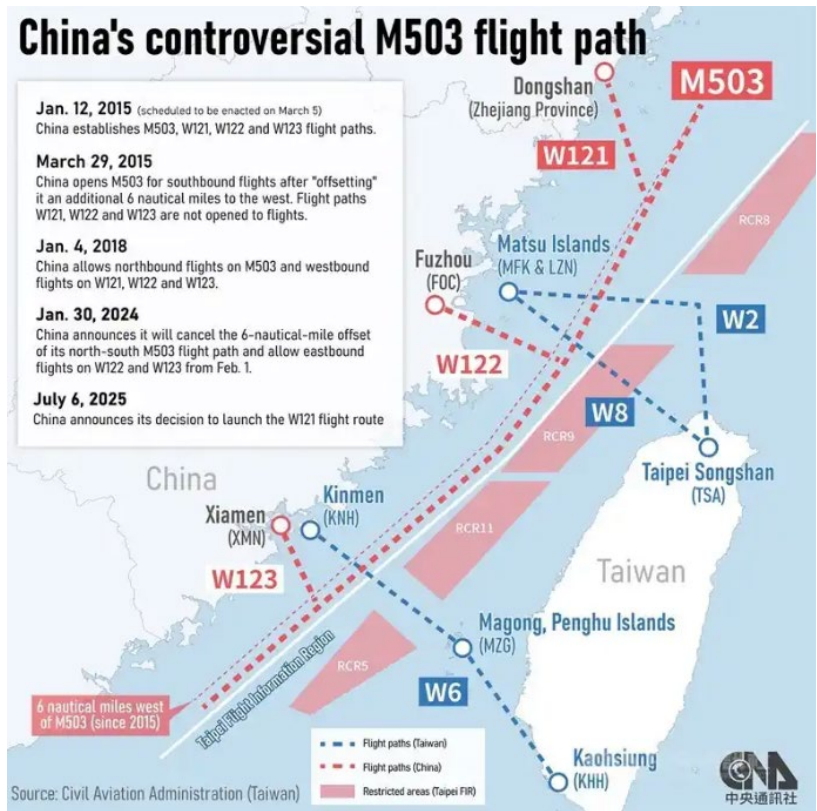 China's controversial M503 flight path
Jan. 12, 2015 (scheduled to be enacted on March 5)
China establishes M503, W121, W122 and W123 flight paths.
March 29, 2015
China opens M503 for southbound flights after "offsetting"
it an additional 6 nautical miles to the west. Flight paths
W121, W122 and W123 are not opened to flights.
Jan. 4, 2018
China allows northbound flights on M503 and westbound
flights on W121, W122 and W123.
Jan. 30, 2024
China announces it will cancel the 6-nautical-mile offset
of its north-south M503 flight path and allow eastbound
flights on W122 and W123 from Feb. 1.
July 6, 2025
China announces its decision to launch the W121 flight route
Dongshan
(Zhejiang Province)
M503
W121
RCR8
Fuzhou
(FOC)
Matsu Islands
(MFK & LZN)
W2
W122
W8
RCR9
Taipei Songshan
(TSA)
China
Xiamen
(XMN)
Kinmen
(KNH)
RCR11
W123
Taiwan
Magong, Penghu Islands
(MZG)
RCR5
Taipei Flight Information Region
W6
6 nautical miles west
of M503 (since 2015)
Flight paths (Taiwan)
Flight paths (China)
Restricted areas (Taipei FIR)
Kaohsiung
(KHH)
Source: Civil Aviation Administration (Taiwan)
CNA
中央通訊社